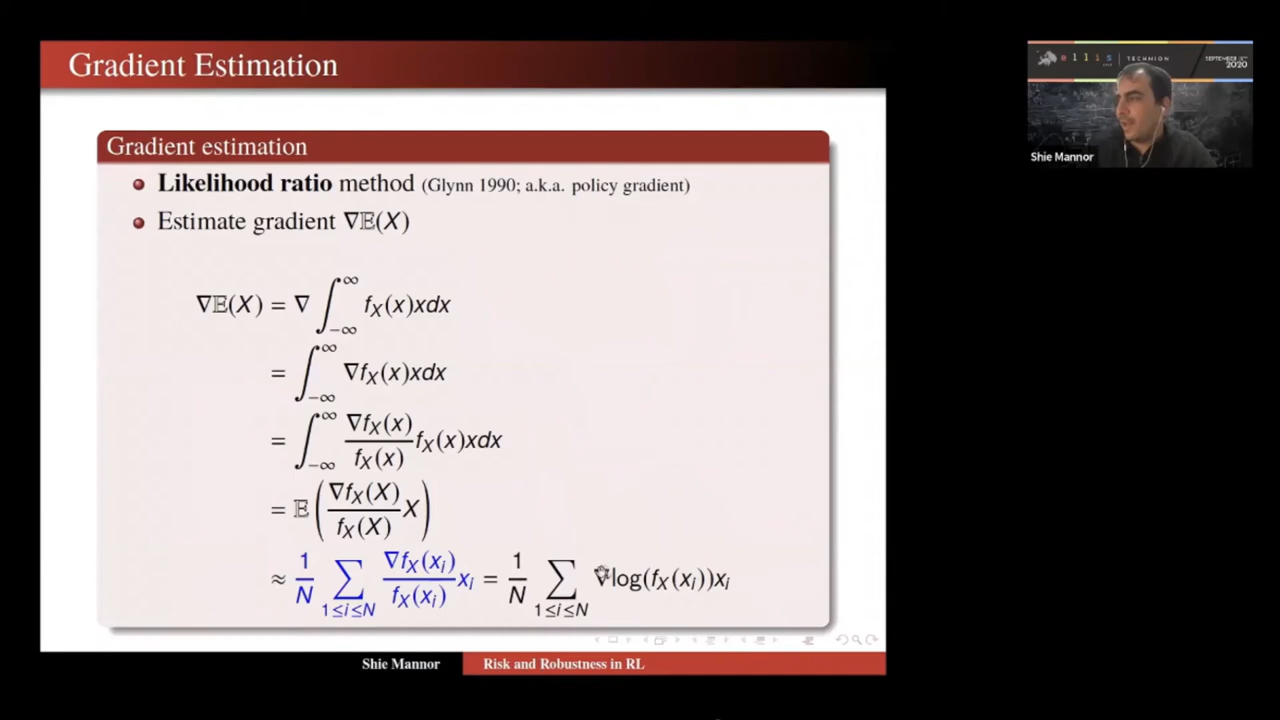 Gradient Estimation
Gradient estimation
Likelihood ratio method (Glynn 1990; a.k.a. policy gradient)
Estimate gradient ∇𝔼(X)
∇𝔼(X) = ∇ ∫_{−∞}^{∞} f_X(x)xdx
= ∫_{−∞}^{∞} ∇f_X(x)xdx
= ∫_{−∞}^{∞} ∇f_X(x)/f_X(x) f_X(x)xdx
= 𝔼 (∇f_X(X)/f_X(X) X)
≈ 1/N ∑_{1≤i≤N} ∇f_X(x_i)/f_X(x_i) x_i = 1/N ∑_{1≤i≤N} ∇log(f_X(x_i))x_i
Shie Mannor Risk and Robustness in RL
ellis TECHNION 2020
Shie Mannor